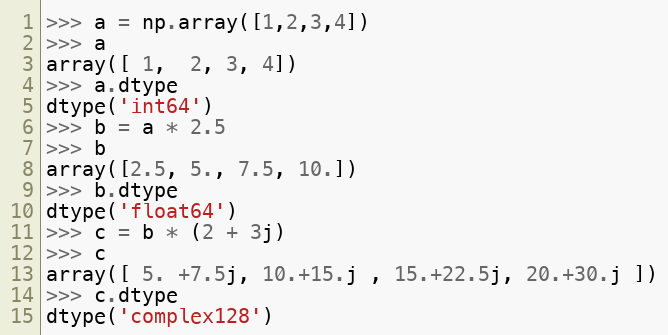 1 >>> a = np.array([1,2,3,4])
2 >>> a
3 array([ 1,  2, 3, 4])
4 >>> a.dtype
5 dtype('int64')
6 >>> b = a * 2.5
7 >>> b
8 array([2.5, 5., 7.5, 10.])
9 >>> b.dtype
10 dtype('float64')
11 >>> c = b * (2 + 3j)
12 >>> c
13 array([ 5. +7.5j, 10.+15.j , 15.+22.5j, 20.+30.j ])
14 >>> c.dtype
15 dtype('complex128')